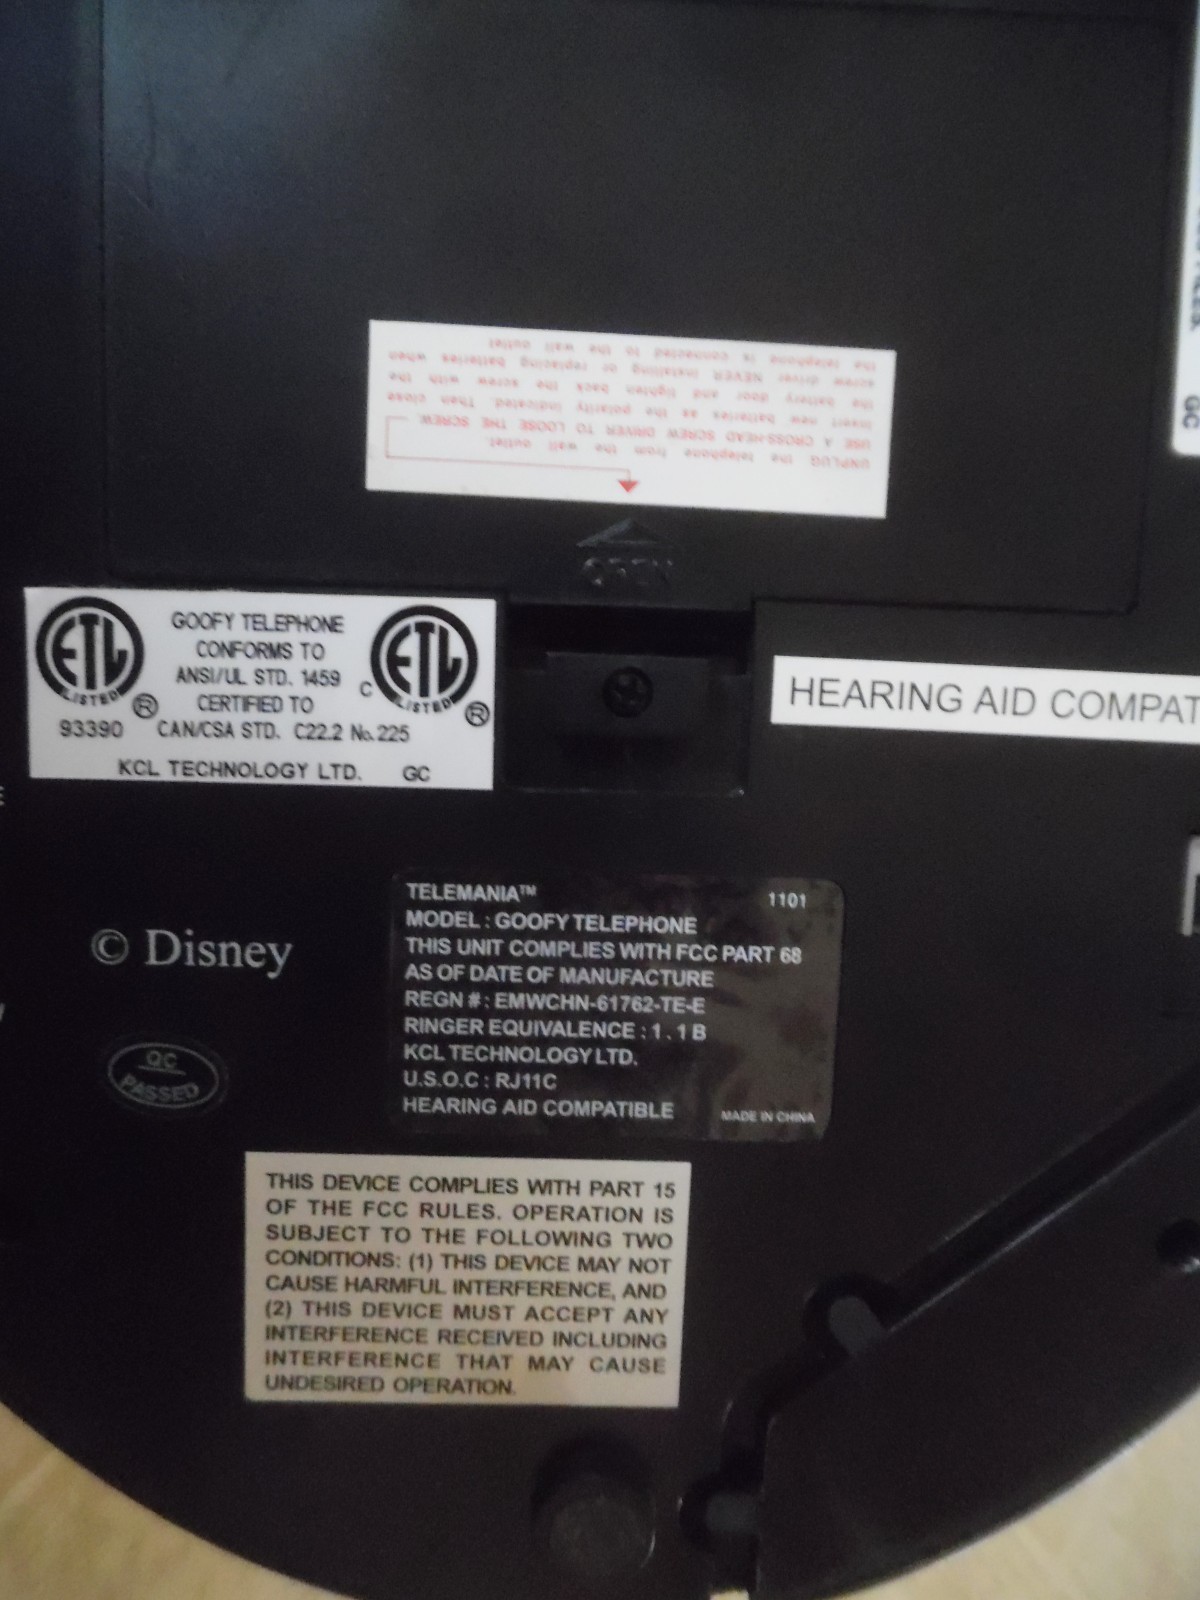 the telephone is connected to the wall outlet
screw driver NEVER installing or replacing batteries when
the battery door and tighten back the screw with the
insert new batteries as the polarity indicated. Then close
USE A CROSS-HEAD SCREW DRIVER TO LOOSE THE SCREW.
UNPLUG the telephone from the wall outlet.
OPEN
ETL
LISTED
®
93390
GOOFY TELEPHONE
CONFORMS TO
ANSI/UL STD. 1459
CERTIFIED TO
CAN/CSA STD. C22.2 No.225
C
ETL
LISTED
®
KCL TECHNOLOGY LTD. GC
HEARING AID COMPAT
GC
© Disney
QC
PASSED
TELEMANIA™ 1101
MODEL : GOOFY TELEPHONE
THIS UNIT COMPLIES WITH FCC PART 68
AS OF DATE OF MANUFACTURE
REGN # : EMWCHN-61762-TE-E
RINGER EQUIVALENCE : 1 . 1 B
KCL TECHNOLOGY LTD.
U.S.O.C : RJ11C
HEARING AID COMPATIBLE MADE IN CHINA
THIS DEVICE COMPLIES WITH PART 15
OF THE FCC RULES. OPERATION IS
SUBJECT TO THE FOLLOWING TWO
CONDITIONS: (1) THIS DEVICE MAY NOT
CAUSE HARMFUL INTERFERENCE, AND
(2) THIS DEVICE MUST ACCEPT ANY
INTERFERENCE RECEIVED INCLUDING
INTERFERENCE THAT MAY CAUSE
UNDESIRED OPERATION.